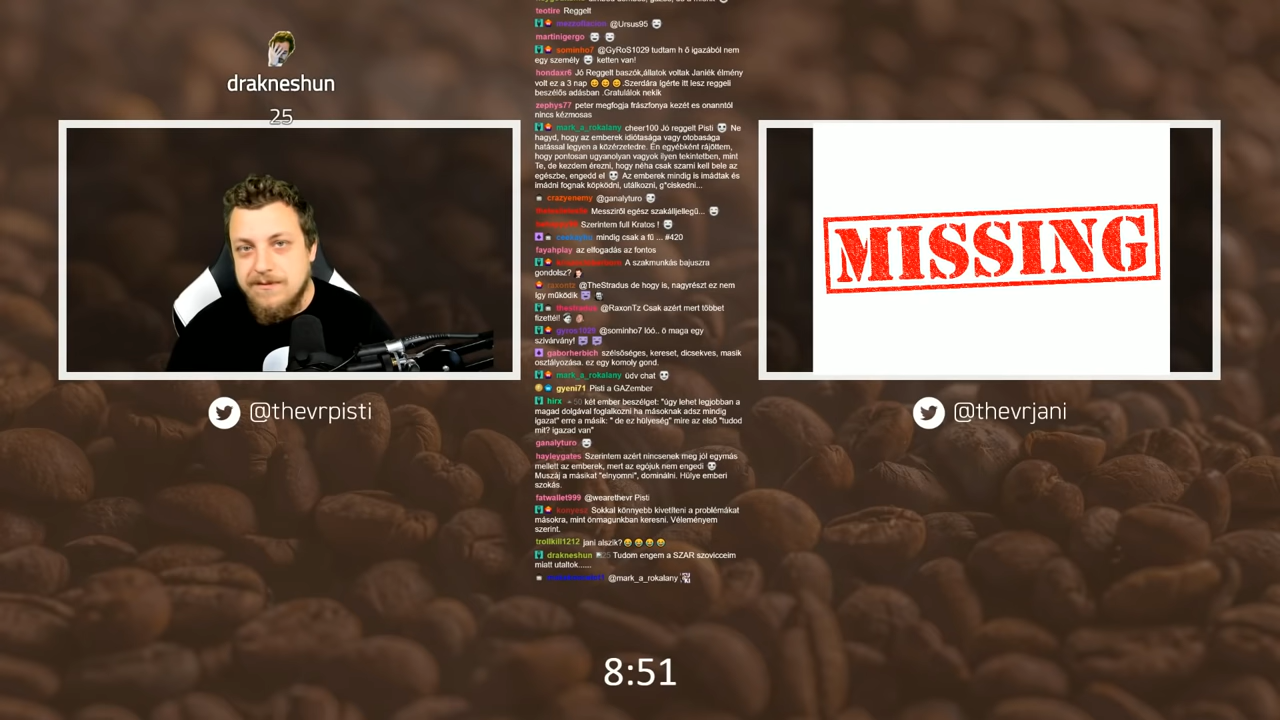 drakneshun
25
teotire Reggelt
@Ursus95
martinigergo
sominho7 @GyRoS1029 tudtam h ő igazából nem
egy személy ketten van!
hondaxr6 Jó Reggelt baszók,állatok voltak Janiék élmény
volt ez a 3 nap .Szerdára ígérte itt lesz reggeli
beszélős adásban .Gratulálok nekik
zephys77 peter megfogja frászfonya kezét es onanntól
nincs kézmosas
mark_a_rokalany cheer100 Jó reggelt Pisti Ne
hagyd, hogy az emberek idiótasága vagy otobasága
hatással legyen a közérzetedre. Én egyébként rájöttem,
hogy pontosan ugyanolyan vagyok ilyen tekintetben, mint
Te, de kezdem érezni, hogy néha csak szarni kell bele az
egészbe, engedd el Az emberek mindig is imádtak és
imádni fognak köpködni, utálkozni, g*ciskedni...
crazyenemy @ganalyturo
Messziről egész szakálljellegű...
Szerintem full Kratos !
mindig csak a fű ... #420
fayahplay az elfogadás az fontos
A szakmunkás bajuszra
gondolsz?
raxontz @TheStradus de hogy is, nagyrészt ez nem
így működik
thestradus @RaxonTz Csak azért mert többet
fizettél!
gyros1029 @sominho7 lóó.. ő maga egy
szivárvány!
gaborherbich szélsőséges, kereset, dicsekves, masik
osztályozása. ez egy komoly gond.
mark_a_rokalany üdv chat
gyeni71 Pisti a GAZember
hirx 50 két ember beszélget: "úgy lehet legjobban a
magad dolgával foglalkozni ha másoknak adsz mindig
igazat" erre a másik: " de ez hülyeség" mire az első "tudod
mit? igazad van"
ganalyturo
hayleygates Szerintem azért nincsenek meg jól egymás
mellett az emberek, mert az egójuk nem engedi
Muszáj a másikat "elnyomni", dominálni. Hülye emberi
szokás.
fatwallet999 @wearethevr Pisti
konyesz Sokkal könnyebb kivetíteni a problémákat
másokra, mint önmagunkban keresni. Véleményem
szerint.
trollkill1212 jani alszik?
drakneshun 25 Tudom engem a SZAR szovicceim
miatt utaltok......
@mark_a_rokalany
MISSING
@thevrpisti
@thevrjani
8:51